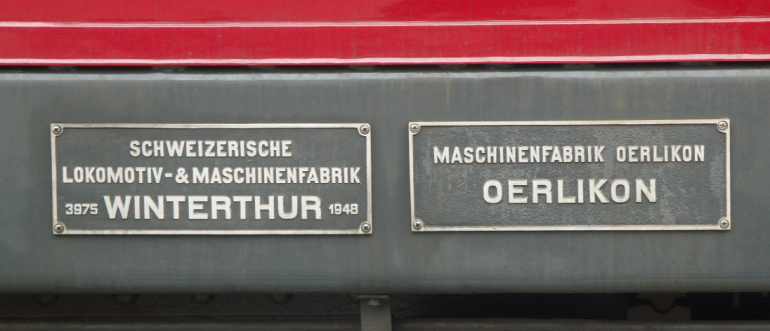 SCHWEIZERISCHE
LOKOMOTIV-& MASCHINENFABRIK
3975 WINTERTHUR 1948
MASCHINENFABRIK OERLIKON
OERLIKON